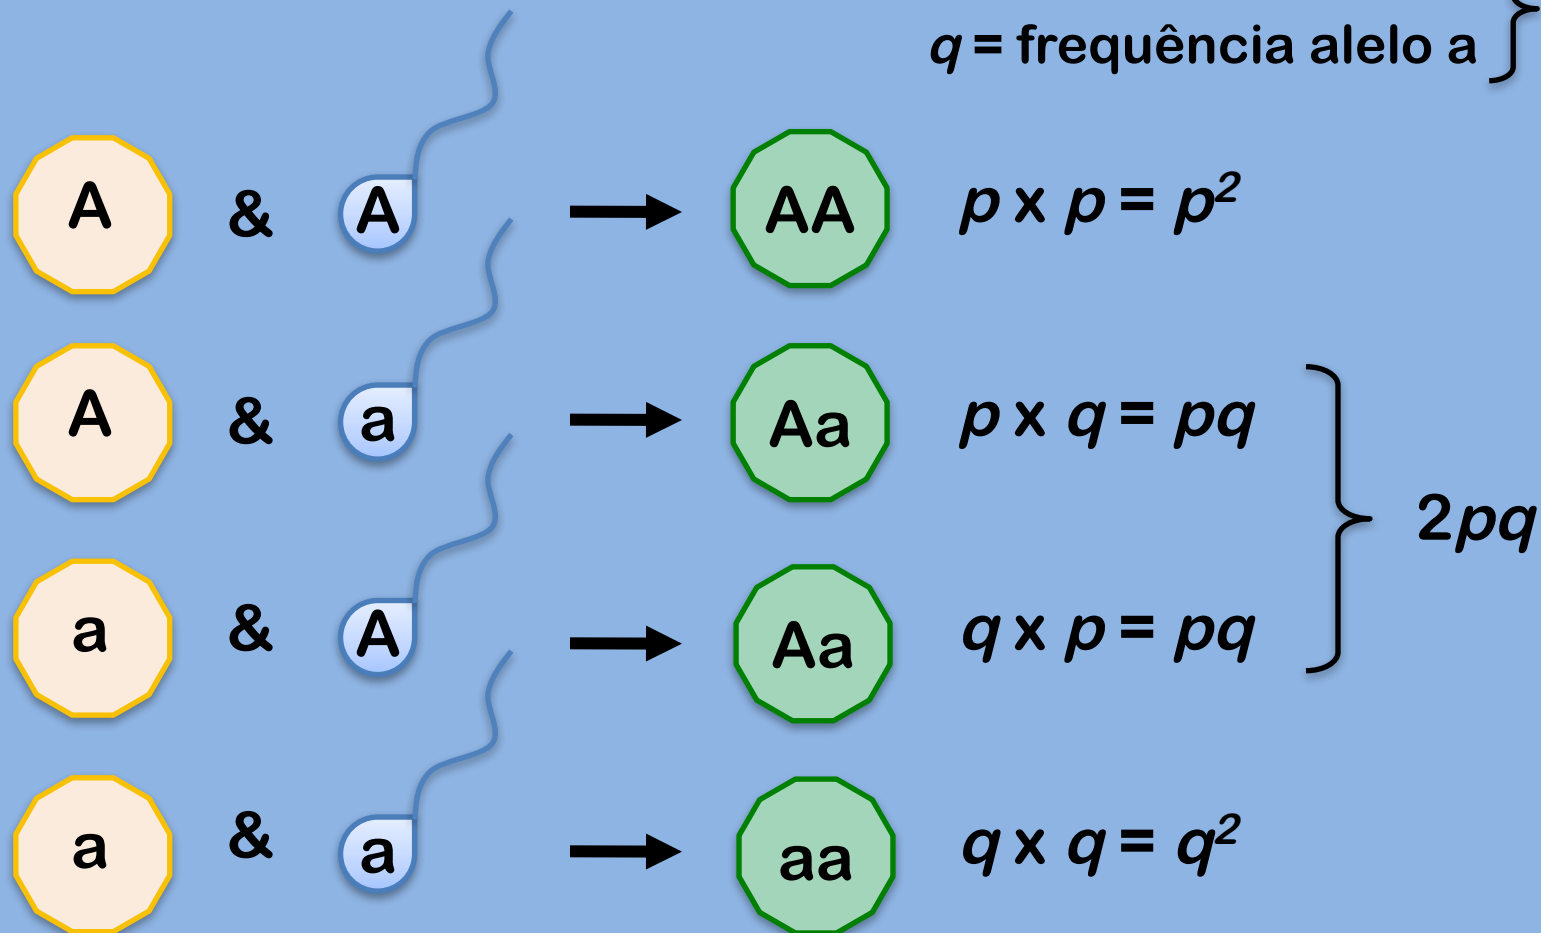 q = frequência alelo a
A & A AA p x p = p²
A & a Aa p x q = pq
2pq
a & A Aa q x p = pq
a & a aa q x q = q²